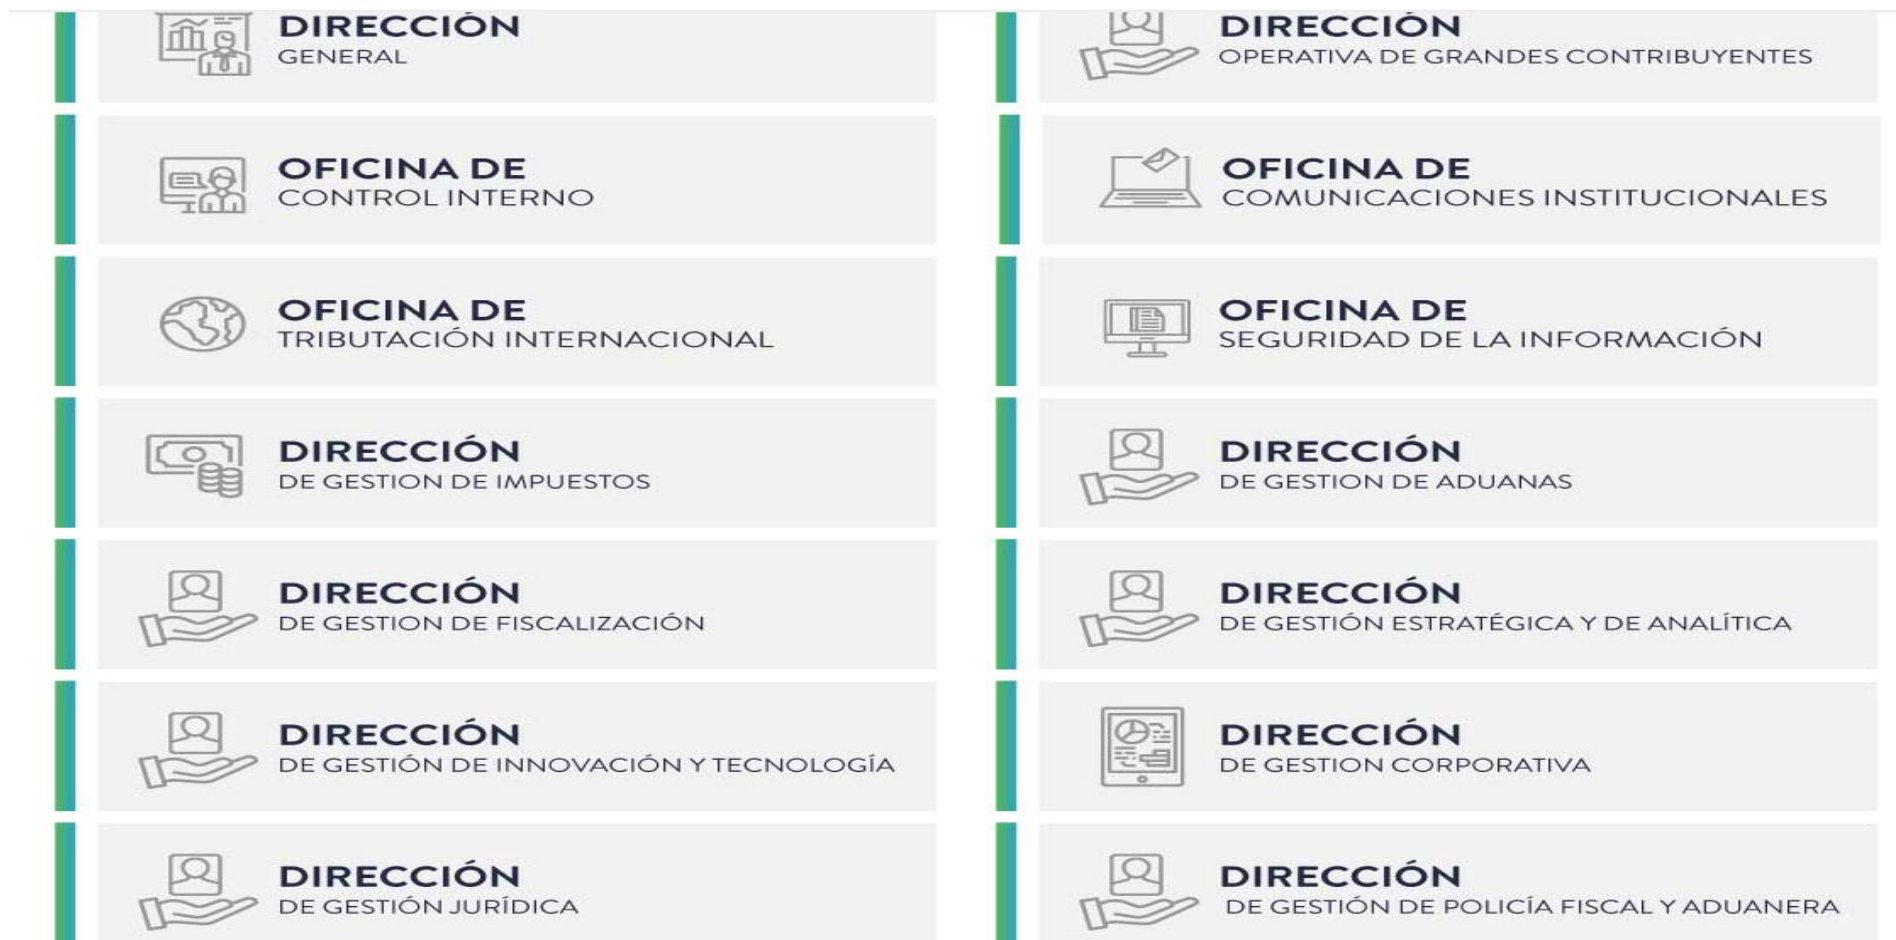 DIRECCIÓN
GENERAL
DIRECCIÓN
OPERATIVA DE GRANDES CONTRIBUYENTES
OFICINA DE
CONTROL INTERNO
OFICINA DE
COMUNICACIONES INSTITUCIONALES
OFICINA DE
TRIBUTACIÓN INTERNACIONAL
OFICINA DE
SEGURIDAD DE LA INFORMACIÓN
DIRECCIÓN
DE GESTION DE IMPUESTOS
DIRECCIÓN
DE GESTION DE ADUANAS
DIRECCIÓN
DE GESTION DE FISCALIZACIÓN
DIRECCIÓN
DE GESTIÓN ESTRATÉGICA Y DE ANALÍTICA
DIRECCIÓN
DE GESTIÓN DE INNOVACIÓN Y TECNOLOGÍA
DIRECCIÓN
DE GESTION CORPORATIVA
DIRECCIÓN
DE GESTIÓN JURÍDICA
DIRECCIÓN
DE GESTIÓN DE POLICÍA FISCAL Y ADUANERA